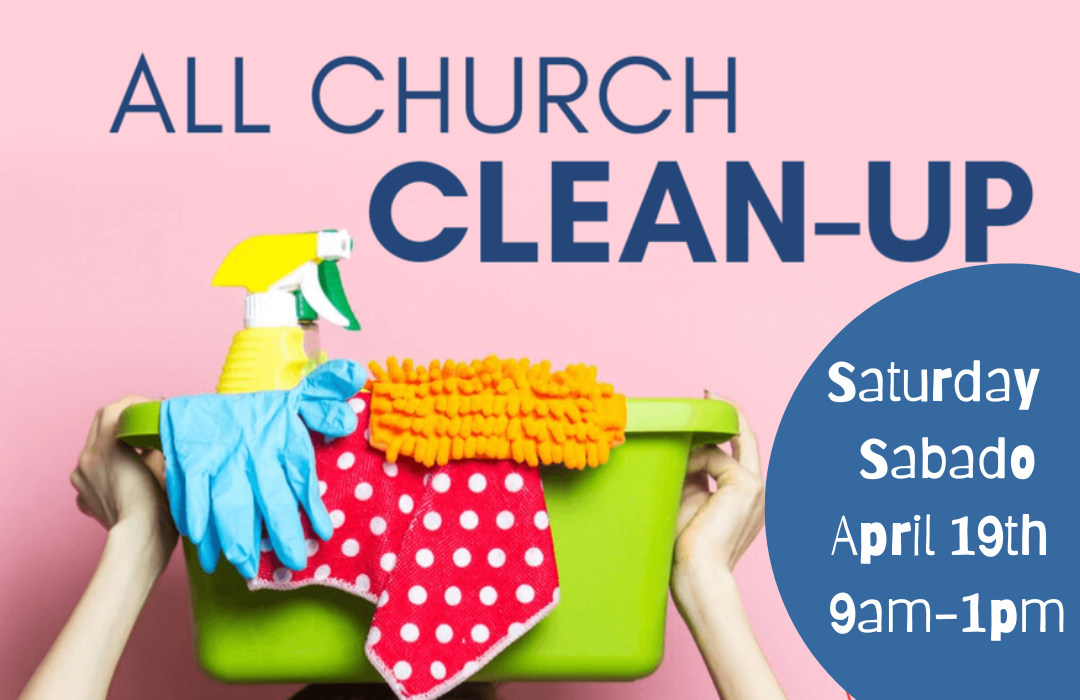 ALL CHURCH
CLEAN-UP
Saturday
Sabado
April 19th
9am-1pm